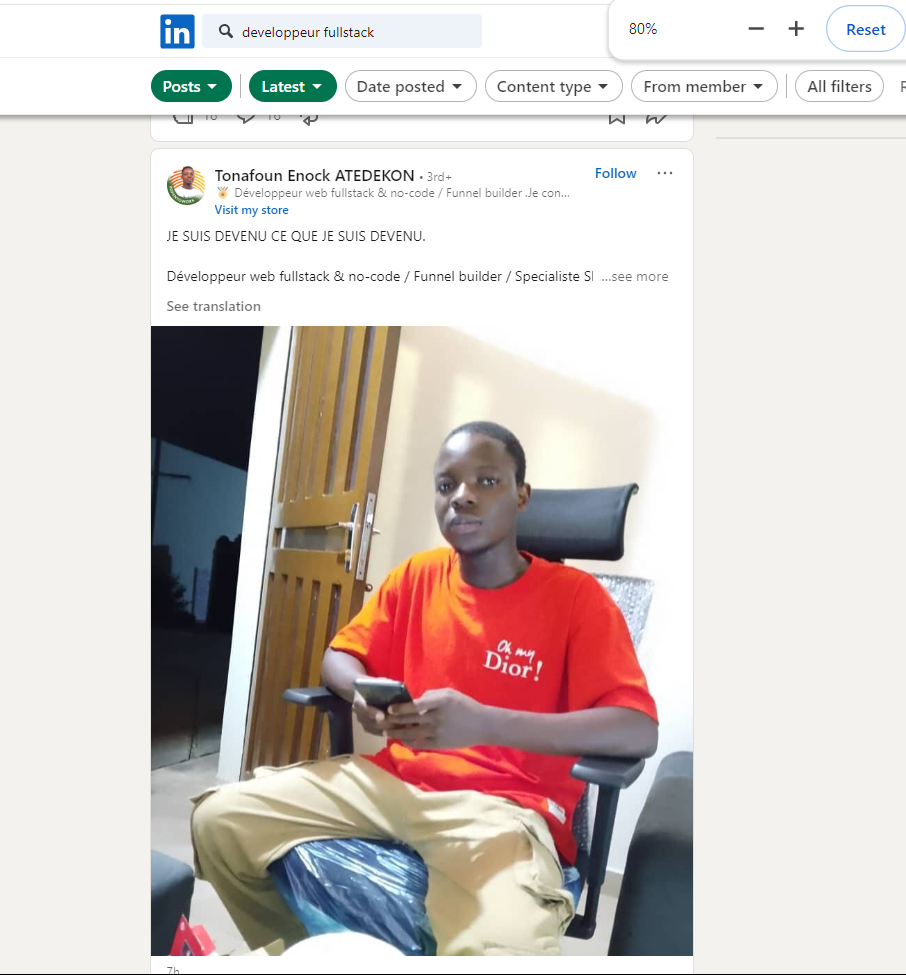 in
developpeur fullstack
80%
Reset
Posts
Latest
Date posted
Content type
From member
All filters
Tonafoun Enock ATEDEKON • 3rd+
Développeur web fullstack & no-code / Funnel builder .Je con...
Follow
Visit my store
JE SUIS DEVENU CE QUE JE SUIS DEVENU.
Développeur web fullstack & no-code / Funnel builder / Specialiste S ...see more
See translation
Oh my
Dior!
7h